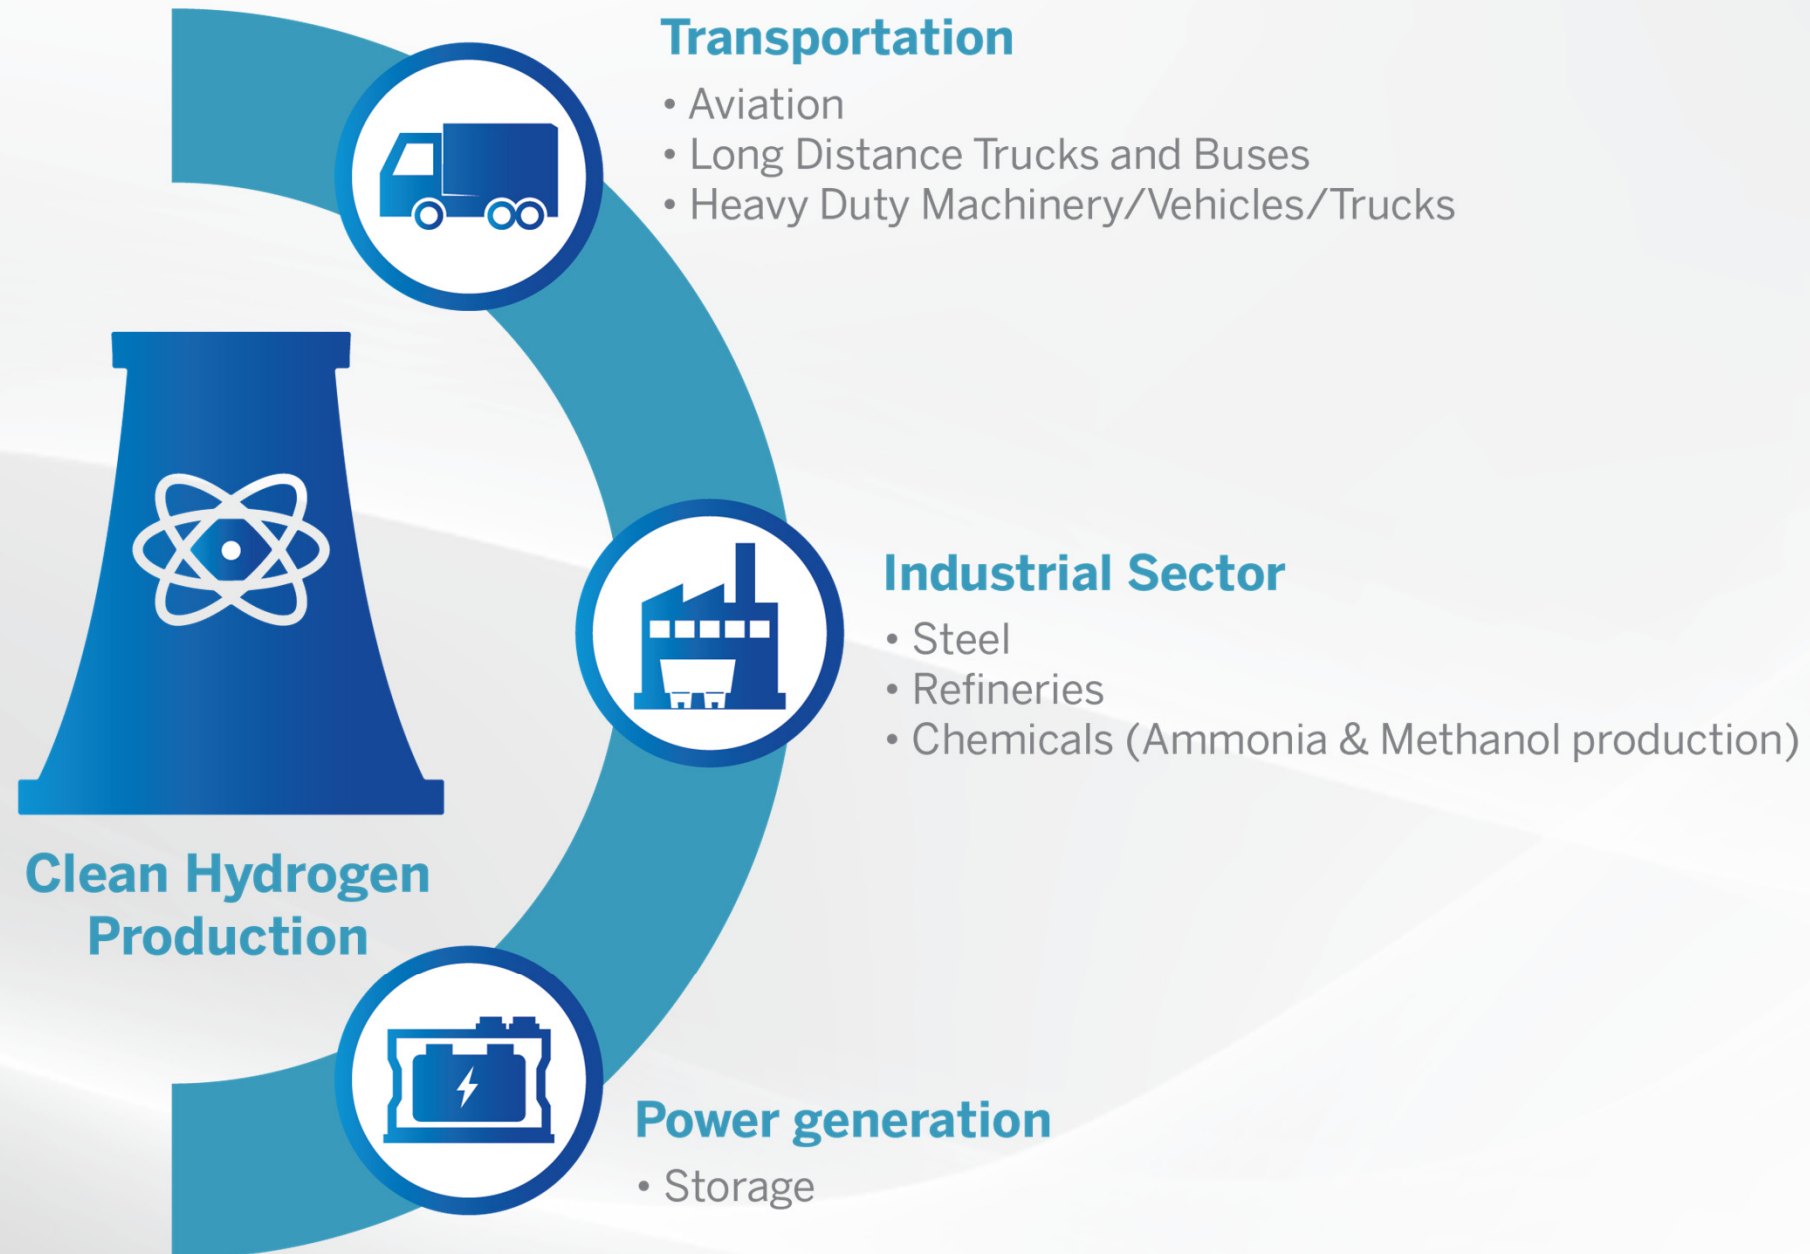 Transportation
• Aviation
• Long Distance Trucks and Buses
• Heavy Duty Machinery/Vehicles/Trucks
Industrial Sector
• Steel
• Refineries
• Chemicals (Ammonia & Methanol production)
Clean Hydrogen
Production
Power generation
• Storage